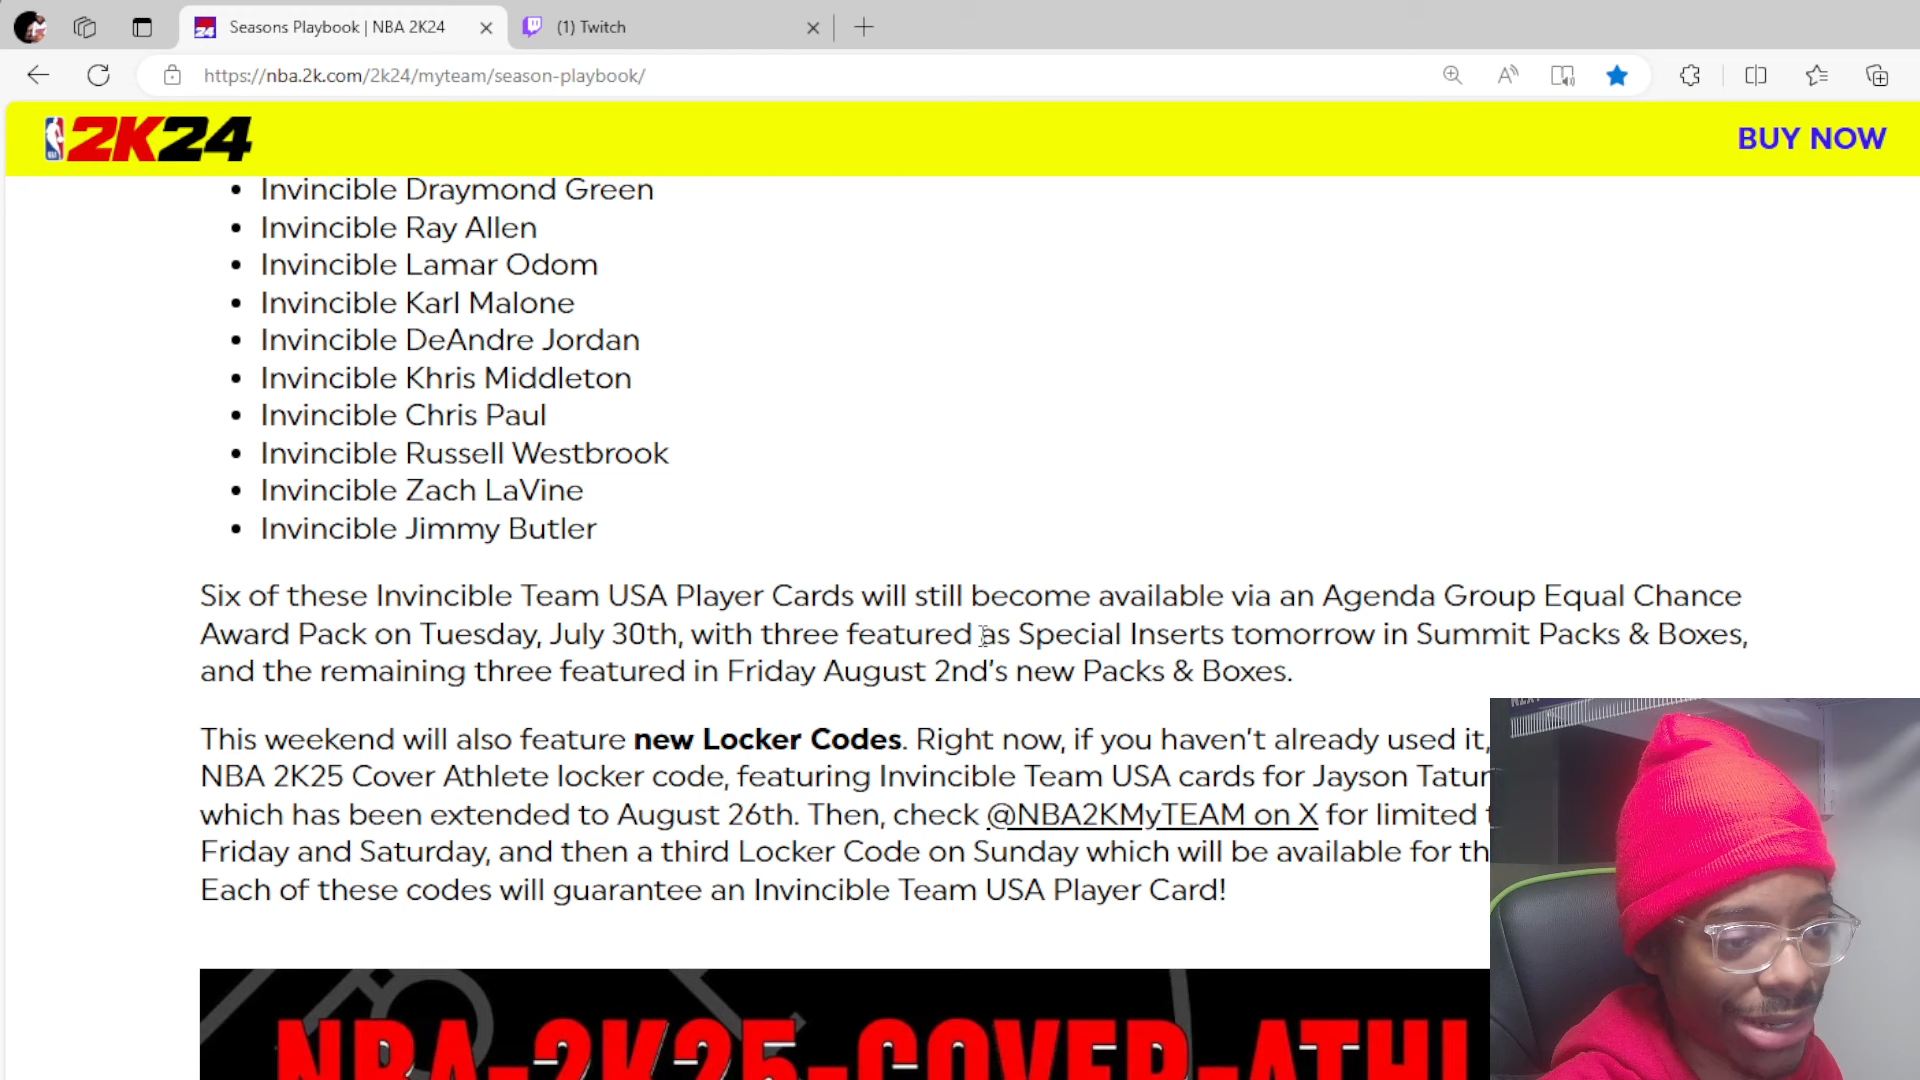 Seasons Playbook | NBA 2K24
(1) Twitch
https://nba.2k.com/2k24/myteam/season-playbook/
2K24
BUY NOW
• Invincible Draymond Green
• Invincible Ray Allen
• Invincible Lamar Odom
• Invincible Karl Malone
• Invincible DeAndre Jordan
• Invincible Khris Middleton
• Invincible Chris Paul
• Invincible Russell Westbrook
• Invincible Zach LaVine
• Invincible Jimmy Butler
Six of these Invincible Team USA Player Cards will still become available via an Agenda Group Equal Chance
Award Pack on Tuesday, July 30th, with three featured as Special Inserts tomorrow in Summit Packs & Boxes,
and the remaining three featured in Friday August 2nd's new Packs & Boxes.
This weekend will also feature new Locker Codes. Right now, if you haven't already used it,
NBA 2K25 Cover Athlete locker code, featuring Invincible Team USA cards for Jayson
which has been extended to August 26th. Then, check @NBA2KMyTEAM on X for limited
Friday and Saturday, and then a third Locker Code on Sunday which will be available for
Each of these codes will guarantee an Invincible Team USA Player Card!
NBA-2K25-COVER-ATHL